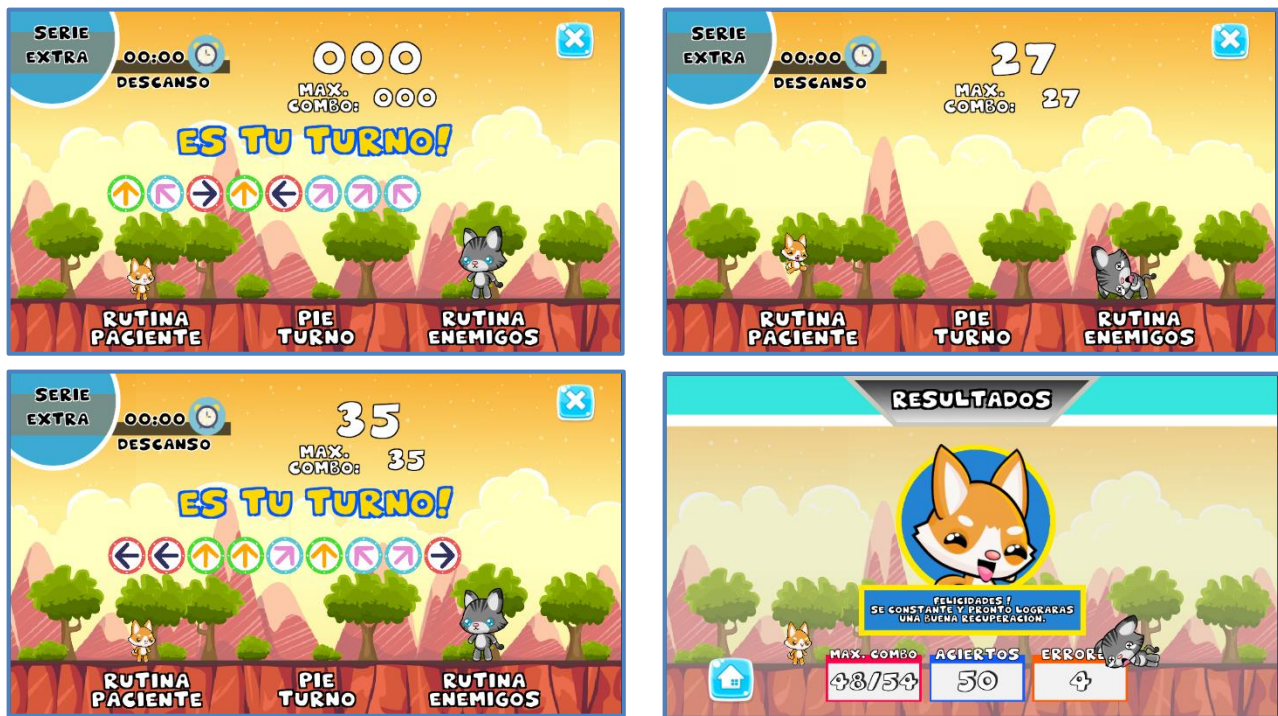 SERIE
EXTRA
00:00
DESCANSO
000
MAX.
COMBO: 000
ES TU TURNO!
RUTINA
PACIENTE
PIE
TURNO
RUTINA
ENEMIGOS
SERIE
EXTRA
00:00
DESCANSO
27
MAX.
COMBO: 27
RUTINA
PACIENTE
PIE
TURNO
RUTINA
ENEMIGOS
SERIE
EXTRA
00:00
DESCANSO
35
MAX.
COMBO: 35
ES TU TURNO!
RUTINA
PACIENTE
PIE
TURNO
RUTINA
ENEMIGOS
RESULTADOS
FELICIDADES !
SE CONSTANTE Y PRONTO LOGRARAS
UNA BUENA RECUPERACION.
MAX. COMBO
48/54
ACIERTOS
50
ERRORE
4